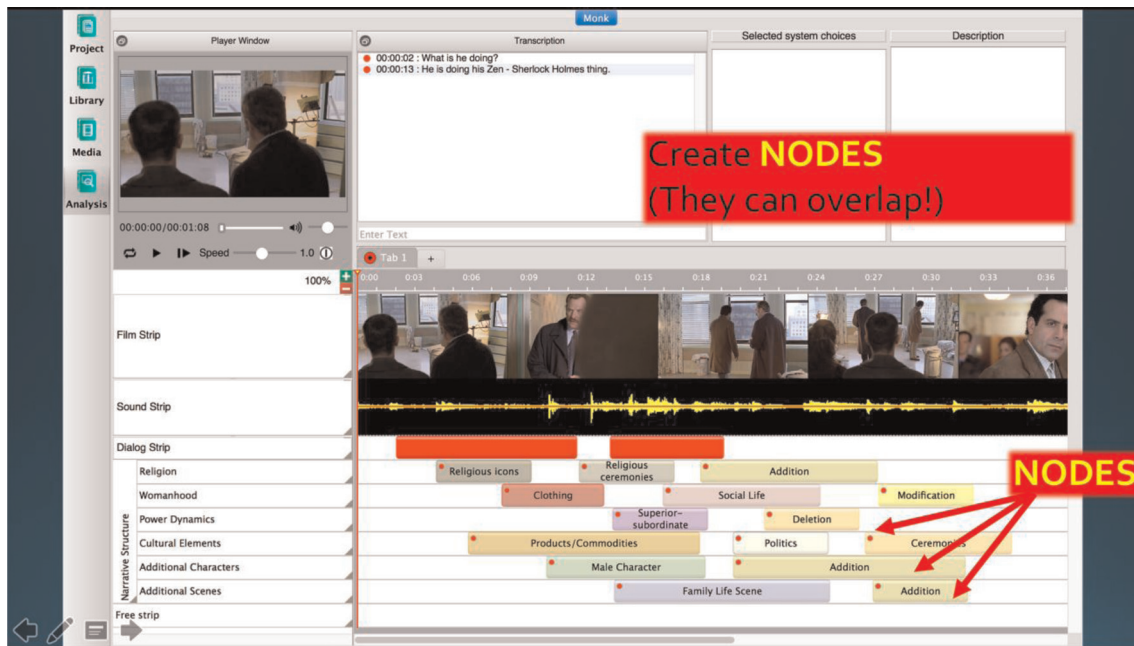 Monk
Project
Library
Media
Analysis
Player Window
00:00:00/00:01:08
Speed 1.0
Transcription
00:00:02 : What is he doing?
00:00:13 : He is doing his Zen - Sherlock Holmes thing.
Enter Text
Selected system choices
Description
Create NODES
(They can overlap!)
Tab 1 +
100%
0:00 0:03 0:06 0:09 0:12 0:15 0:18 0:21 0:24 0:27 0:30 0:33 0:36
Film Strip
Sound Strip
Dialog Strip
Narrative Structure
Religion
Religious icons
Religious
ceremonies
Addition
NODES
Womanhood
Clothing
Social Life
Modification
Power Dynamics
Superior-
subordinate
Deletion
Cultural Elements
Products/Commodities
Politics
Ceremonies
Additional Characters
Male Character
Addition
Additional Scenes
Family Life Scene
Addition
Free strip